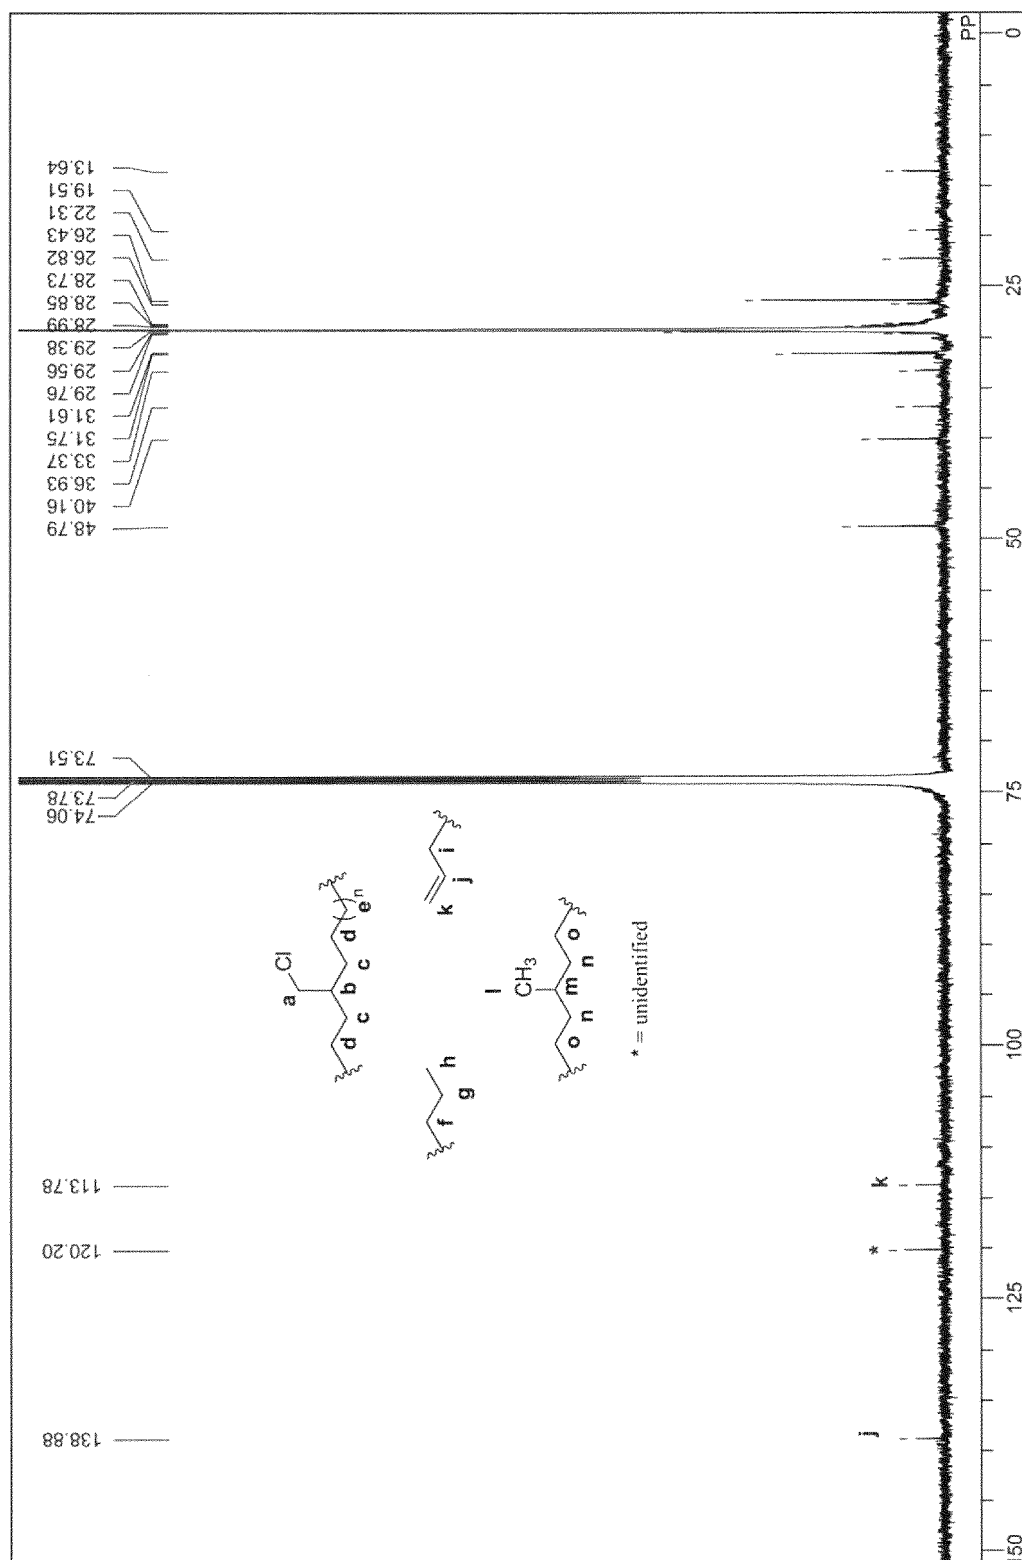 138.88
120.20
113.78
74.06
73.78
73.51
48.79
40.16
36.93
33.37
31.75
31.61
29.76
29.56
29.38
28.99
28.85
28.73
26.82
26.43
22.31
19.51
13.64
a
Cl
d
c
b
c
d
e
n
f
g
h
k
j
i
l
CH3
o
n
m
n
o
* = unidentified
j
*
k
150
125
100
75
50
25
0
PP